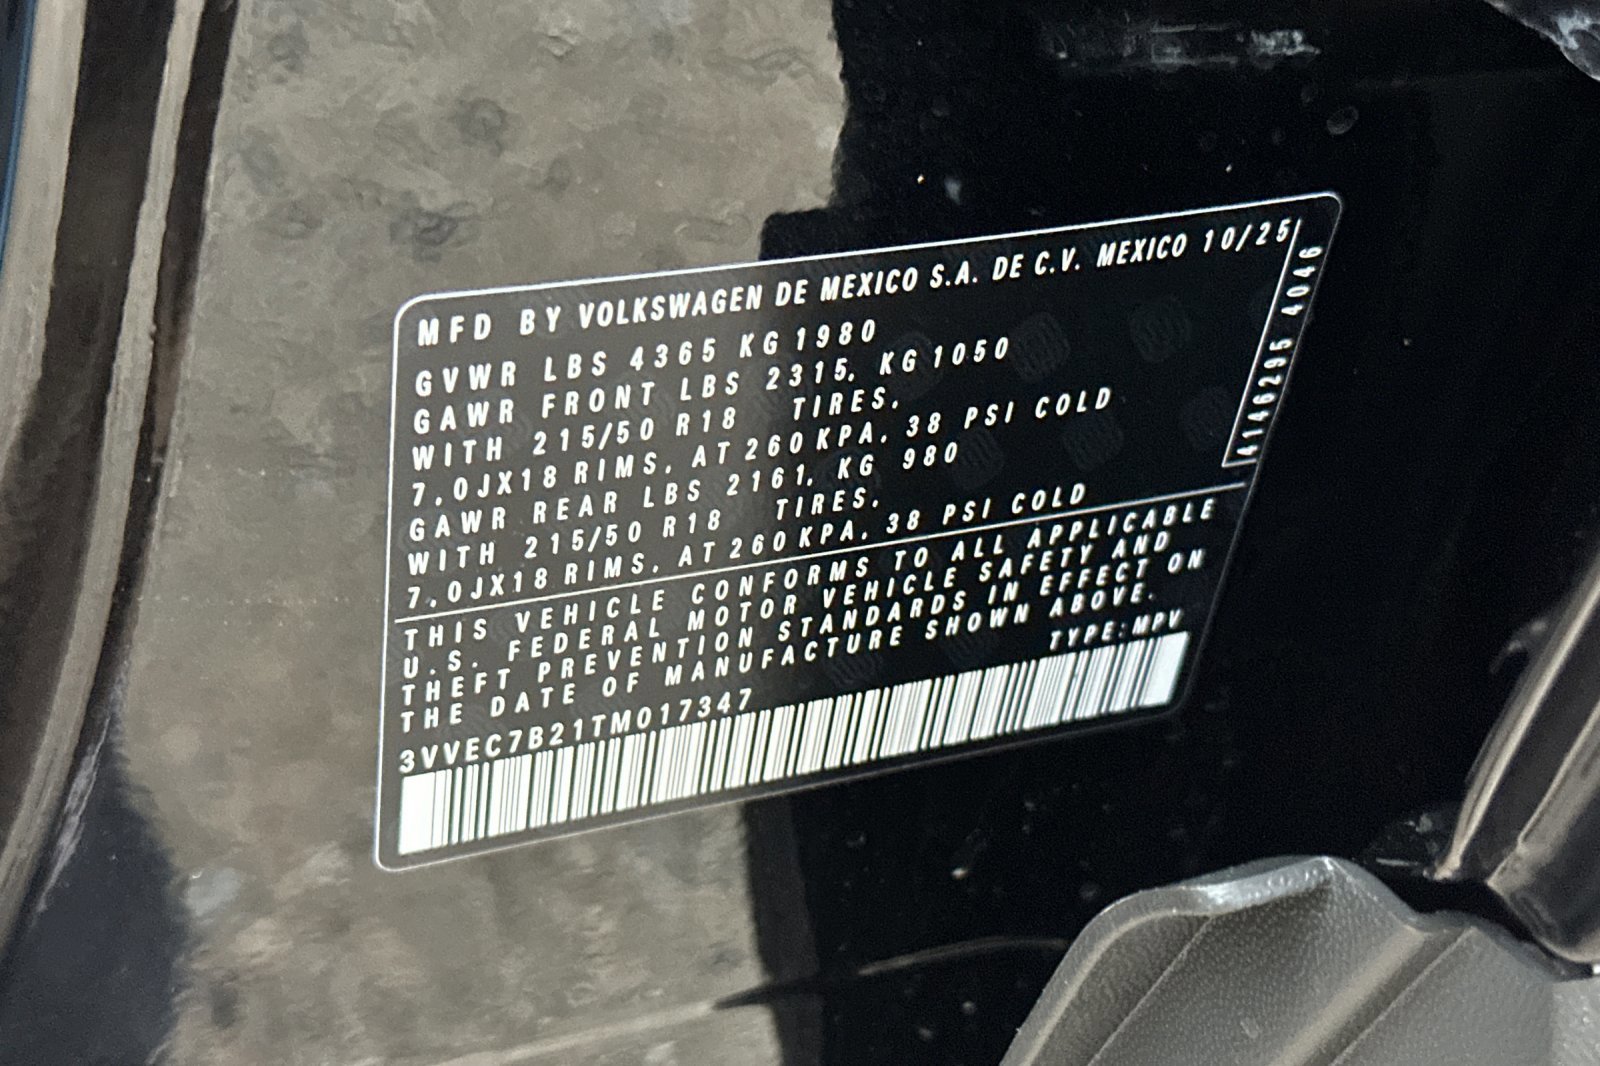 MFD BY VOLKSWAGEN DE MEXICO S.A. DE C.V. MEXICO 10/25
GVWR LBS 4365 KG 1980
GAWR FRONT LBS 2315, KG 1050
WITH 215/50 R18 TIRES,
7,0JX18 RIMS, AT 260 KPA, 38 PSI COLD
GAWR REAR LBS 2161, KG 980
WITH 215/50 R18 TIRES,
7,0JX18 RIMS, AT 260 KPA, 38 PSI COLD
THIS VEHICLE CONFORMS TO ALL APPLICABLE
U.S. FEDERAL MOTOR VEHICLE SAFETY AND
THEFT PREVENTION STANDARDS IN EFFECT ON
THE DATE OF MANUFACTURE SHOWN ABOVE.
TYPE: MPV
3VVEC7B21TM017347
4146295 4046